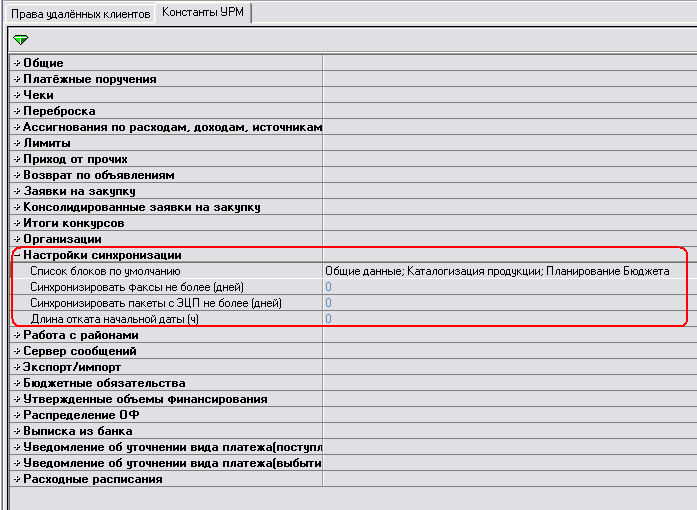 Права удалённых клиентов Константы УРМ
Общие
Платёжные поручения
Чеки
Переброска
Ассигнования по расходам, доходам, источникам
Лимиты
Приход от прочих
Возврат по объявлениям
Заявки на закупку
Консолидированные заявки на закупку
Итоги конкурсов
Организации
Настройки синхронизации
Список блоков по умолчанию Общие данные; Каталогизация продукции; Планирование Бюджета
Синхронизировать факсы не более (дней) 0
Синхронизировать пакеты с ЭЦП не более (дней) 0
Длина отката начальной даты (ч) 0
Работа с районами
Сервер сообщений
Экспорт/импорт
Бюджетные обязательства
Утвержденные объемы финансирования
Распределение ОФ
Выписка из банка
Уведомление об уточнении вида платежа(поступл
Уведомление об уточнении вида платежа(выбыти
Расходные расписания